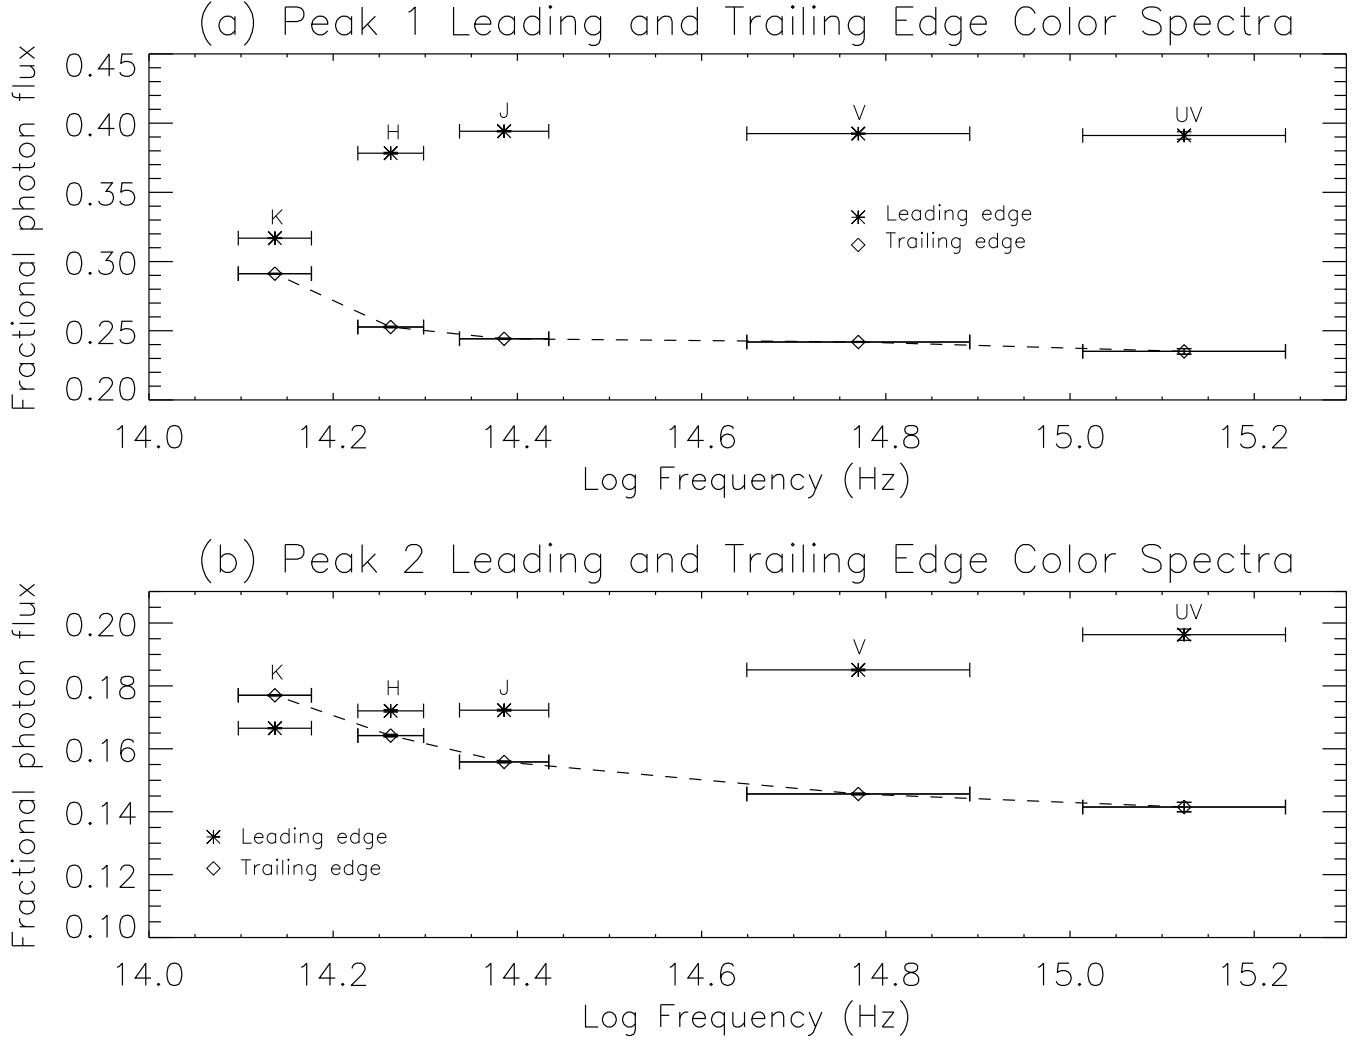 (a) Peak 1 Leading and Trailing Edge Color Spectra
Fractional photon flux
0.45
0.40
0.35
0.30
0.25
0.20
K
H
J
V
UV
Leading edge
Trailing edge
14.0 14.2 14.4 14.6 14.8 15.0 15.2
Log Frequency (Hz)
(b) Peak 2 Leading and Trailing Edge Color Spectra
Fractional photon flux
0.20
0.18
0.16
0.14
0.12
0.10
K
H
J
V
UV
Leading edge
Trailing edge
14.0 14.2 14.4 14.6 14.8 15.0 15.2
Log Frequency (Hz)